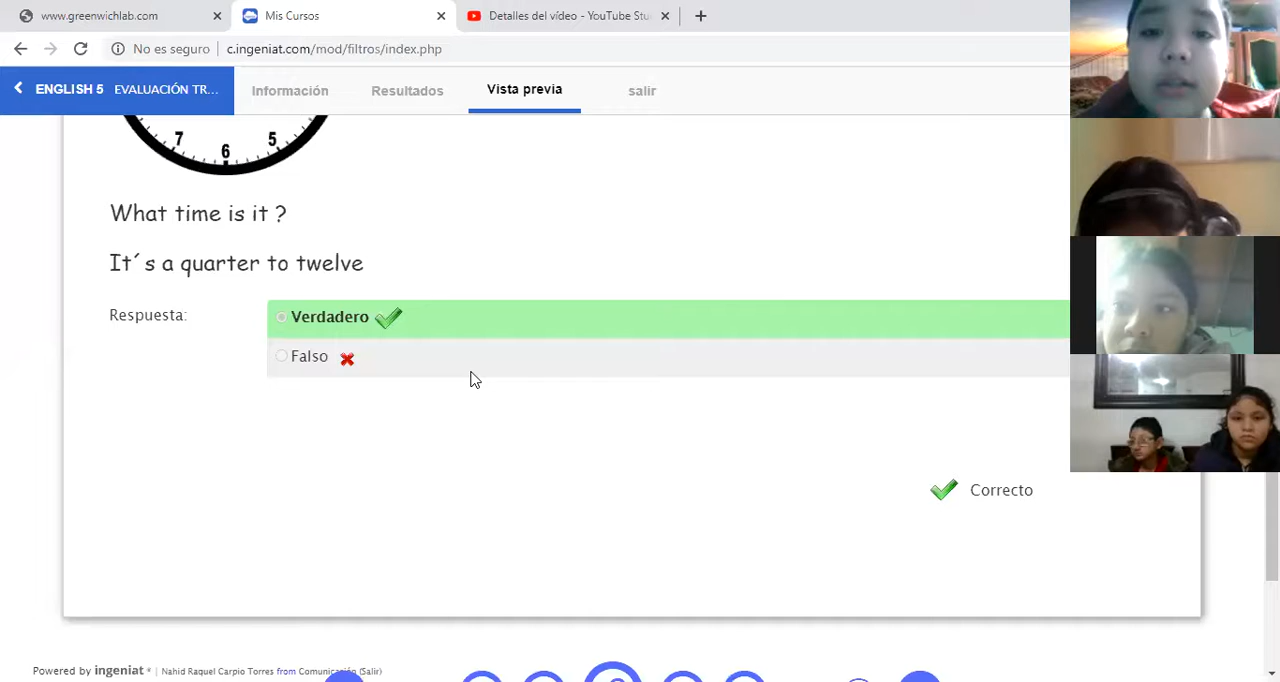 www.greenwichlab.com
Mis Cursos
Detalles del vídeo - YouTube Stu
No es seguro
c.ingeniat.com/mod/filtros/index.php
ENGLISH 5 EVALUACIÓN TR...
Información
Resultados
Vista previa
salir
7
6
5
What time is it ?
It´s a quarter to twelve
Respuesta:
Verdadero
Falso
Correcto
Powered by ingeniat ® | Nahid Raquel Carpio Torres from Comunicación (Salir)